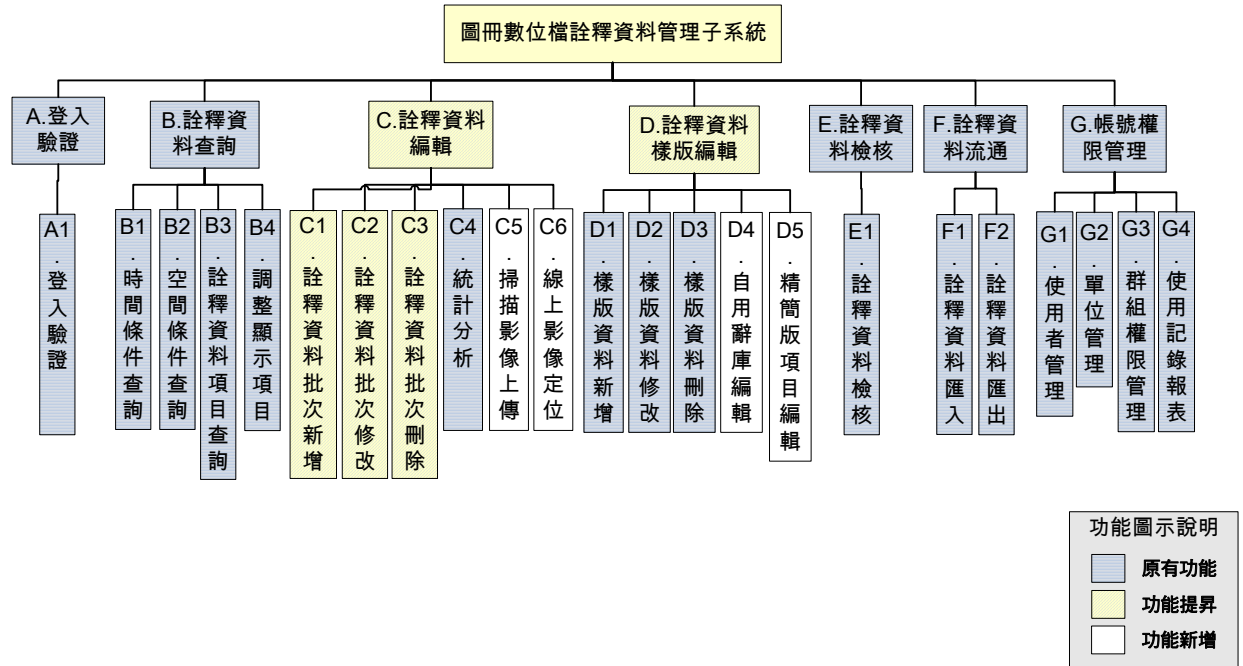 圖冊數位檔詮釋資料管理子系統
A.登入
驗證
B.詮釋資
料查詢
C.詮釋資料
編輯
D.詮釋資料
樣版編輯
E.詮釋資
料檢核
F.詮釋資
料流通
G.帳號權
限管理
A1.登入驗證
B1.時間條件查詢
B2.空間條件查詢
B3.詮釋資料項目查詢
B4.調整顯示項目
C1.詮釋資料批次新增
C2.詮釋資料批次修改
C3.詮釋資料批次刪除
C4.統計分析
C5.掃描影像上傳
C6.線上影像定位
D1.樣版資料新增
D2.樣版資料修改
D3.樣版資料刪除
D4.自用辭庫編輯
D5.精簡版項目編輯
E1.詮釋資料檢核
F1.詮釋資料匯入
F2.詮釋資料匯出
G1.使用者管理
G2.單位管理
G3.群組權限管理
G4.使用記錄報表
功能圖示說明
原有功能
功能提昇
功能新增